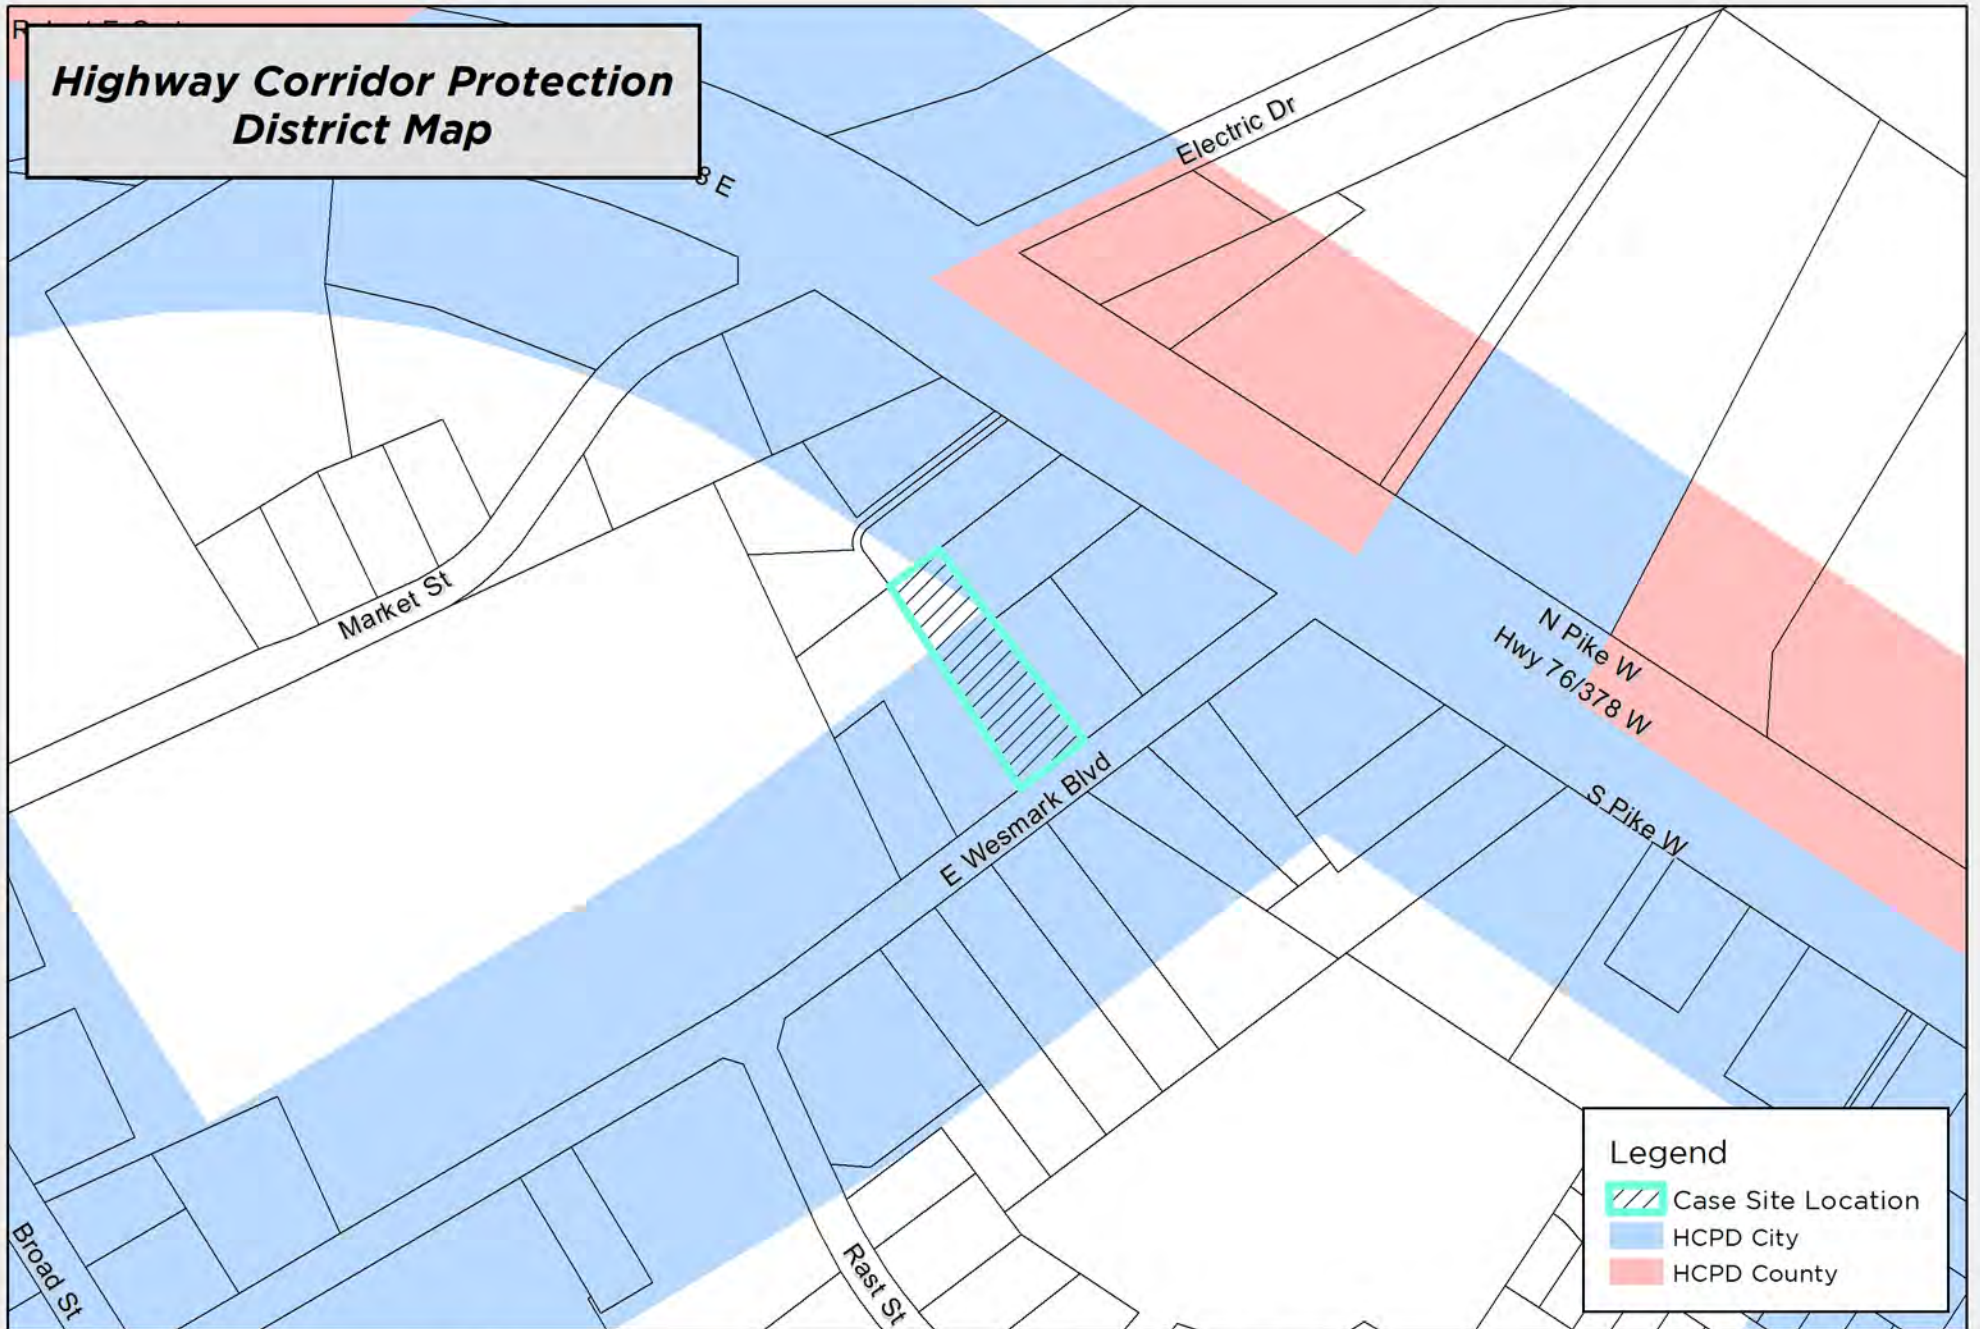 Highway Corridor Protection
District Map
8 E
Electric Dr
Market St
N Pike W
Hwy 76/378 W
S Pike W
E Wesmark Blvd
Broad St
Rast St
Legend
Case Site Location
HCPD City
HCPD County